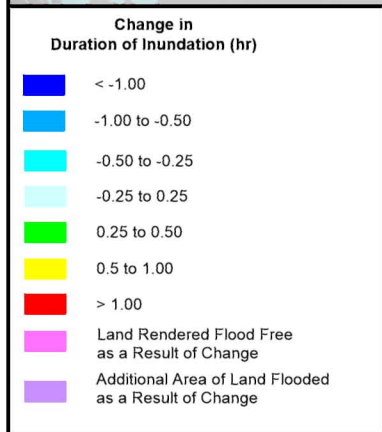 Change in
Duration of Inundation (hr)
< -1.00
-1.00 to -0.50
-0.50 to -0.25
-0.25 to 0.25
0.25 to 0.50
0.5 to 1.00
> 1.00
Land Rendered Flood Free
as a Result of Change
Additional Area of Land Flooded
as a Result of Change